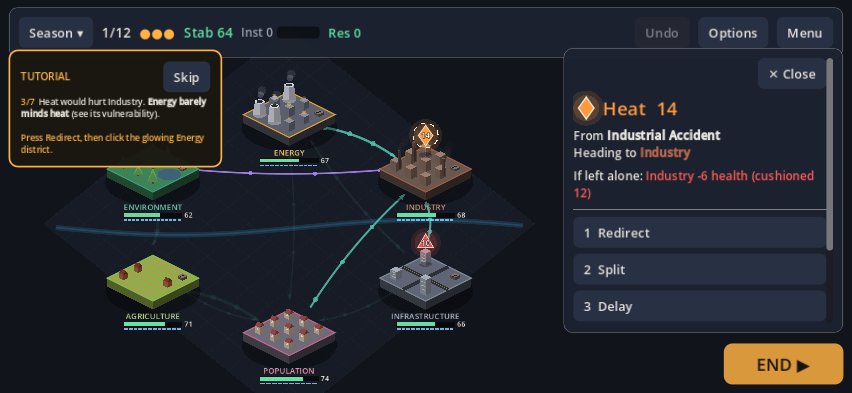 Season ▾ 1/12 Stab 64 Inst 0 Res 0 Undo Options Menu
TUTORIAL
Skip
3/7 Heat would hurt Industry. Energy barely
minds heat (see its vulnerability).
Press Redirect, then click the glowing Energy
district.
ENERGY
67
14
ENVIRONMENT
62
INDUSTRY
68
10
AGRICULTURE
71
INFRASTRUCTURE
66
POPULATION
74
✕ Close
Heat 14
From Industrial Accident
Heading to Industry
If left alone: Industry -6 health (cushioned
12)
1 Redirect
2 Split
3 Delay
END ▶